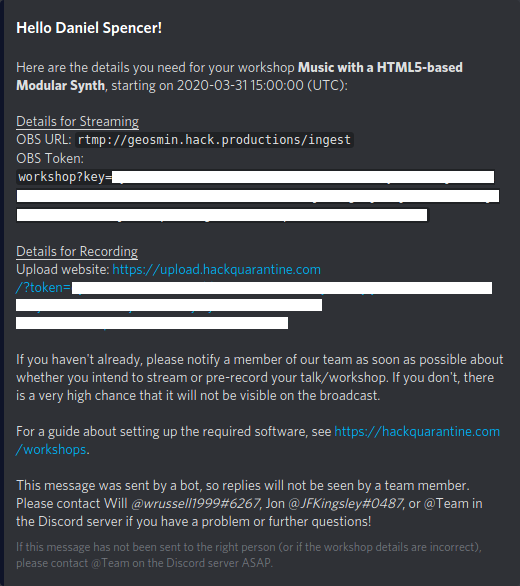 Hello Daniel Spencer!
Here are the details you need for your workshop Music with a HTML5-based
Modular Synth, starting on 2020-03-31 15:00:00 (UTC):
Details for Streaming
OBS URL: rtmp://geosmin.hack.productions/ingest
OBS Token:
workshop?key=
Details for Recording
Upload website: https://upload.hackquarantine.com
/?token=
If you haven't already, please notify a member of our team as soon as possible about
whether you intend to stream or pre-record your talk/workshop. If you don't, there
is a very high chance that it will not be visible on the broadcast.
For a guide about setting up the required software, see https://hackquarantine.com
/workshops.
This message was sent by a bot, so replies will not be seen by a team member.
Please contact Will @wrussell1999#6267, Jon @JFKingsley#0487, or @Team in
the Discord server if you have a problem or further questions!
If this message has not been sent to the right person (or if the workshop details are incorrect),
please contact @Team on the Discord server ASAP.